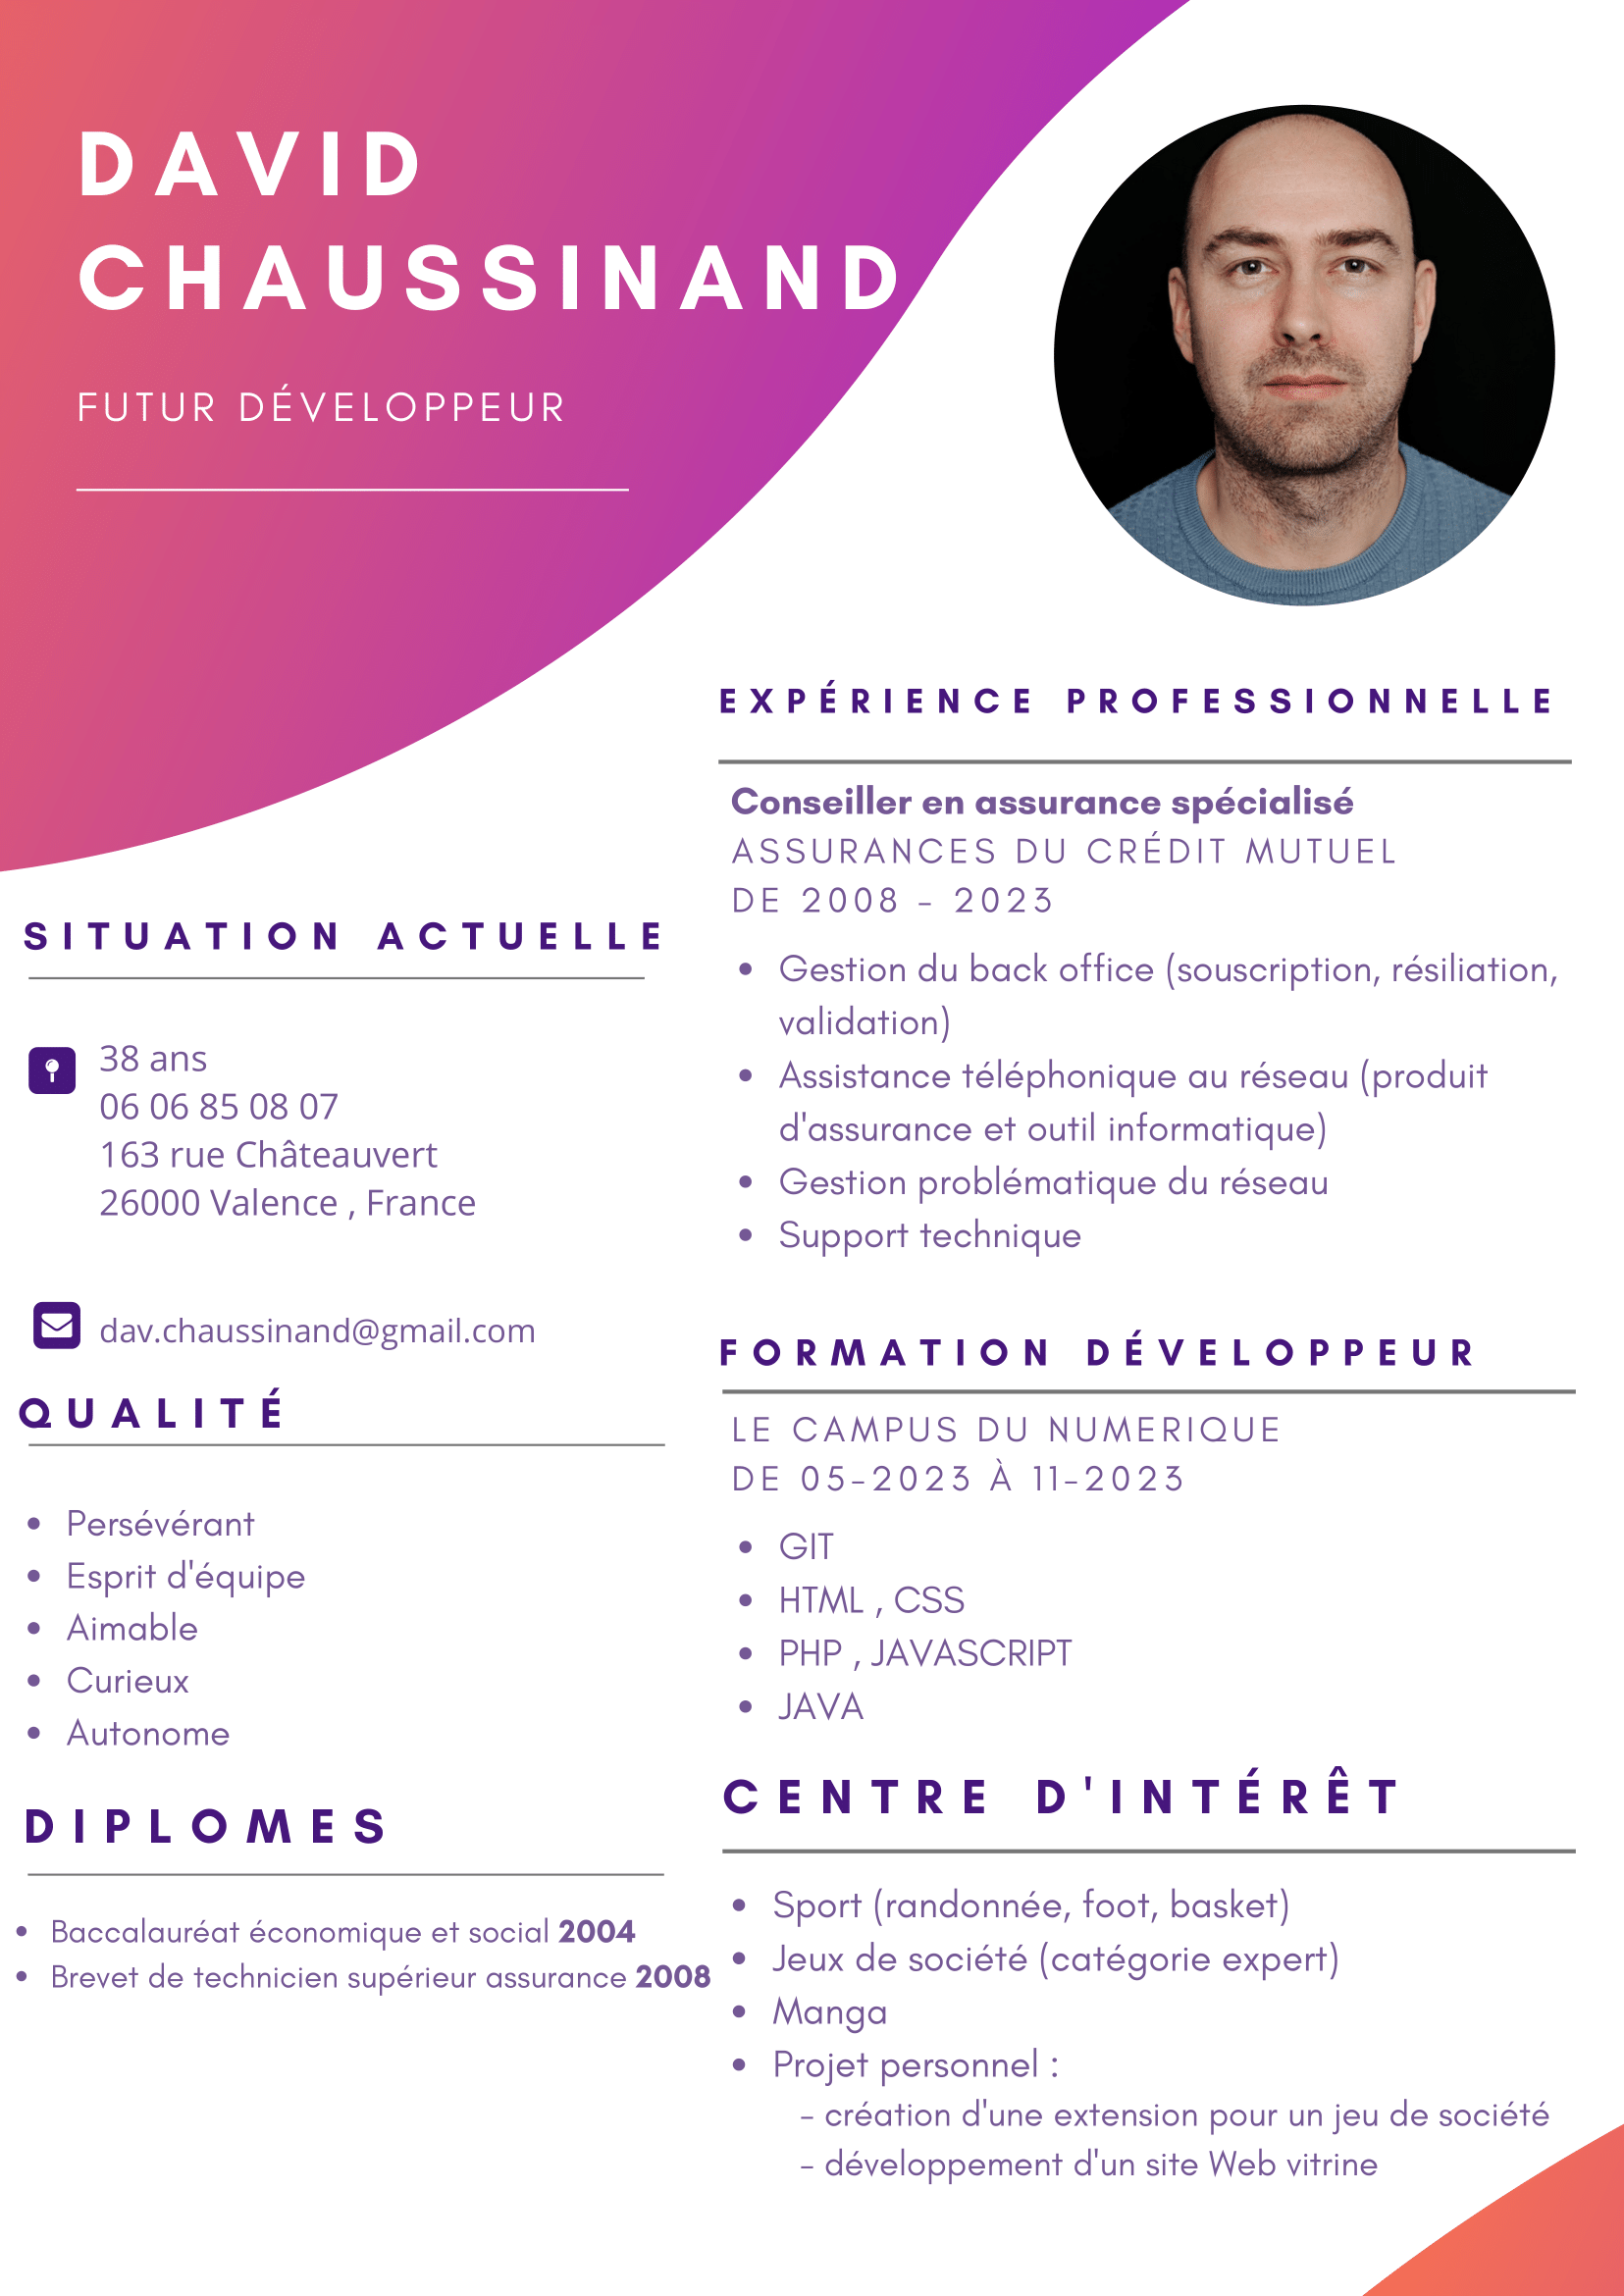 DAVID
CHAUSSINAND
FUTUR DÉVELOPPEUR
SITUATION ACTUELLE
38 ans
06 06 85 08 07
163 rue Châteauvert
26000 Valence , France
dav.chaussinand@gmail.com
QUALITÉ
• Persévérant
• Esprit d'équipe
• Aimable
• Curieux
• Autonome
DIPLOMES
• Baccalauréat économique et social 2004
• Brevet de technicien supérieur assurance 2008
EXPÉRIENCE PROFESSIONNELLE
Conseiller en assurance spécialisé
ASSURANCES DU CRÉDIT MUTUEL
DE 2008 - 2023
• Gestion du back office (souscription, résiliation,
validation)
• Assistance téléphonique au réseau (produit
d'assurance et outil informatique)
• Gestion problématique du réseau
• Support technique
FORMATION DÉVELOPPEUR
LE CAMPUS DU NUMERIQUE
DE 05-2023 À 11-2023
• GIT
• HTML , CSS
• PHP , JAVASCRIPT
• JAVA
CENTRE D'INTÉRÊT
• Sport (randonnée, foot, basket)
• Jeux de société (catégorie expert)
• Manga
• Projet personnel :
- création d'une extension pour un jeu de société
- développement d'un site Web vitrine